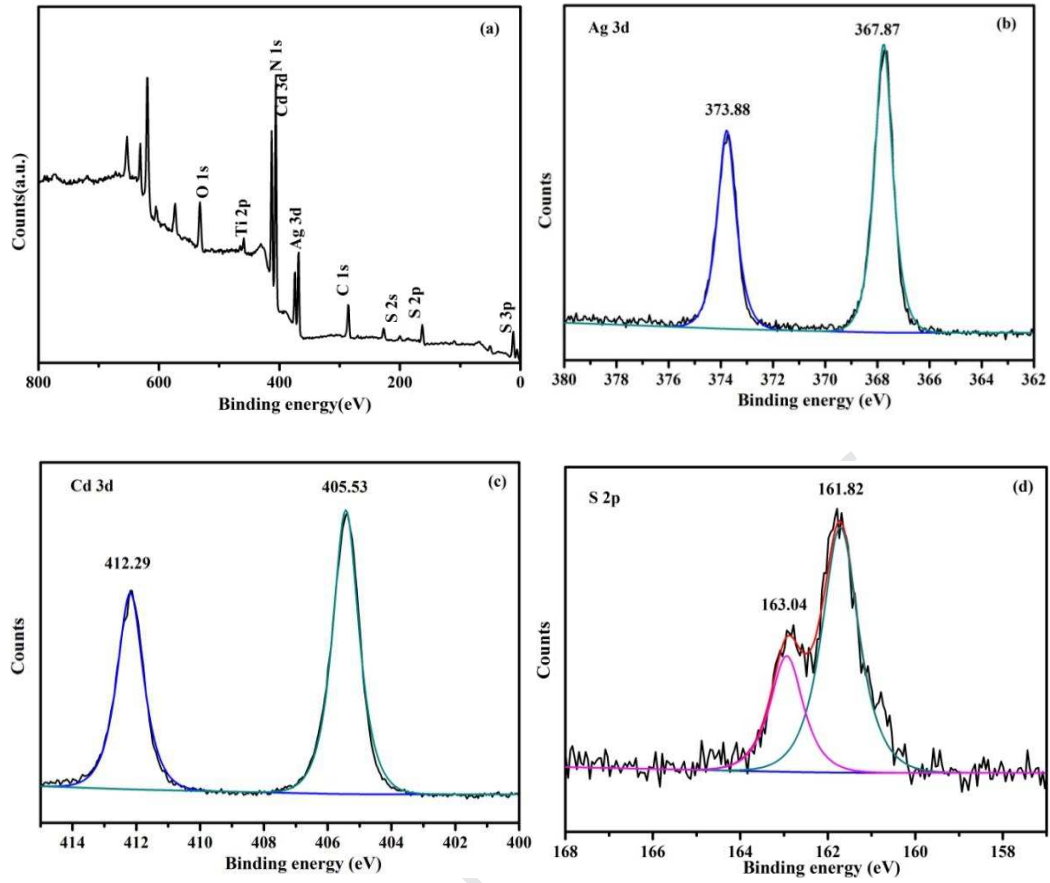 (a)
N 1s
Cd 3d
O 1s
Ti 2p
Ag 3d
C 1s
S 2s
S 2p
S 3p
Counts(a.u.)
800 600 400 200 0
Binding energy(eV)
Ag 3d
(b)
367.87
373.88
Counts
380 378 376 374 372 370 368 366 364 362
Binding energy (eV)
Cd 3d
(c)
405.53
412.29
Counts
414 412 410 408 406 404 402 400
Binding energy (eV)
S 2p
(d)
161.82
163.04
Counts
168 166 164 162 160 158
Binding energy (eV)